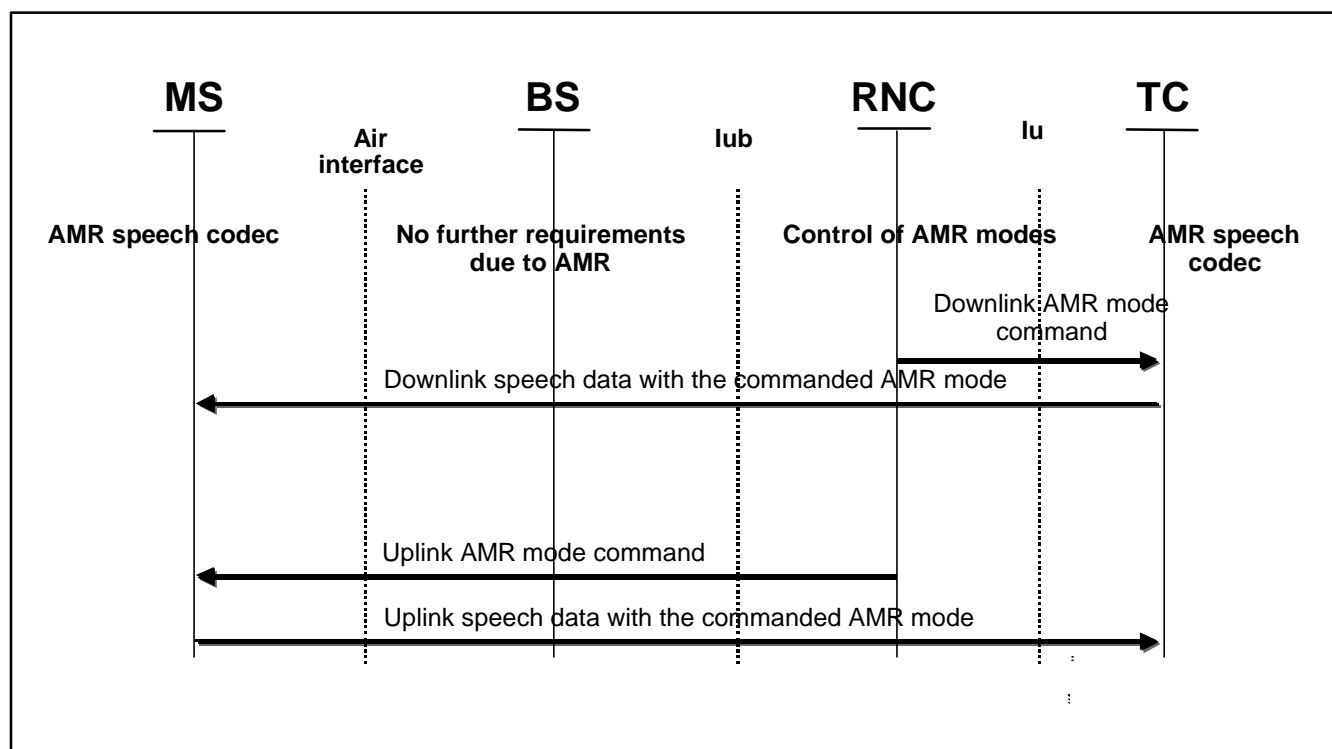 MS
BS
RNC
TC
Air
interface
Iub
Iu
AMR speech codec
No further requirements
due to AMR
Control of AMR modes
AMR speech
codec
Downlink AMR mode
command
Downlink speech data with the commanded AMR mode
Uplink AMR mode command
Uplink speech data with the commanded AMR mode